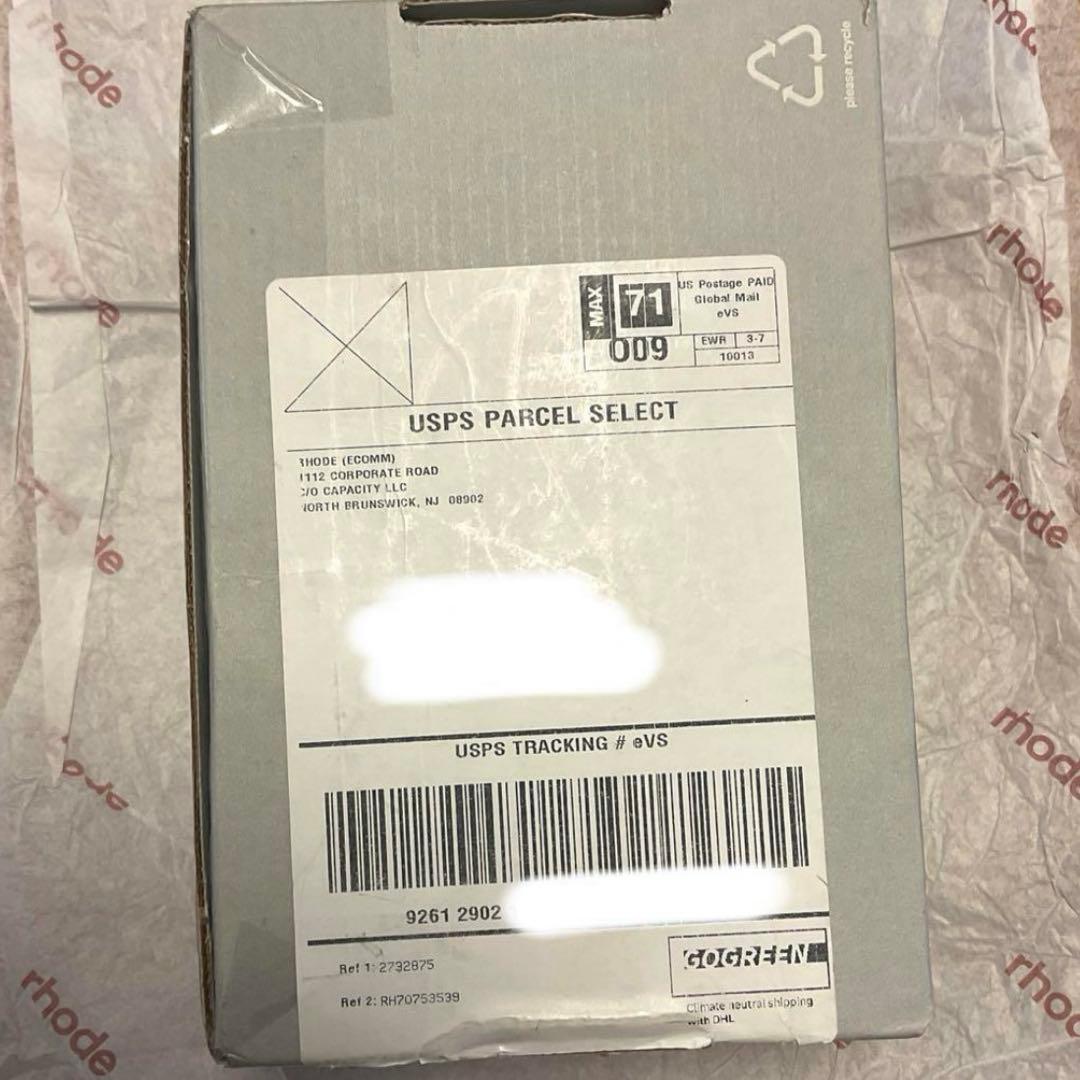 rhode
please recycle
rhode
MAX
71
009
US Postage PAID
Global Mail
eVS
EWR 3-7
10013
USPS PARCEL SELECT
RHODE (ECOMM)
1112 CORPORATE ROAD
C/O CAPACITY LLC
NORTH BRUNSWICK, NJ 08902
rhode
rhode
USPS TRACKING # eVS
9261 2902
Ref 1: 2732875
Ref 2: RH70753539
GOGREEN
Climate neutral shipping
with DHL
rhode
rhode
rhode